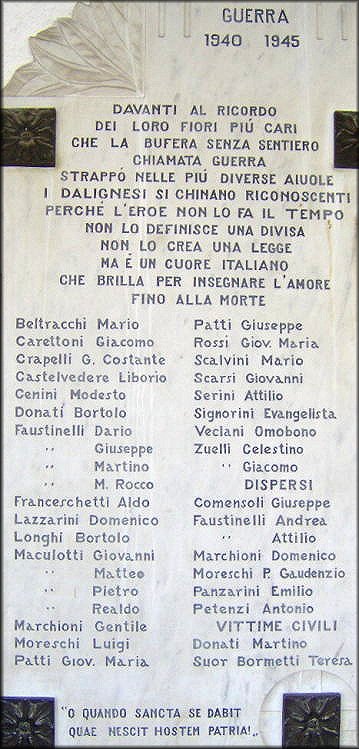 GUERRA
1940 1945
DAVANTI AL RICORDO
DEI LORO FIORI PIÚ CARI
CHE LA BUFERA SENZA SENTIERO
CHIAMATA GUERRA
STRAPPÓ NELLE PIÚ DIVERSE AIUOLE
I DALIGNESI SI CHINANO RICONOSCENTI
PERCHÉ L'EROE NON LO FA IL TEMPO
NON LO DEFINISCE UNA DIVISA
NON LO CREA UNA LEGGE
MA É UN CUORE ITALIANO
CHE BRILLA PER INSEGNARE L'AMORE
FINO ALLA MORTE
Beltracchi Mario
Carettoni Giacomo
Crapelli G. Costante
Castelvedere Liborio
Cenini Modesto
Donati Bortolo
Faustinelli Dario
,, Giuseppe
,, Martino
,, M. Rocco
Franceschetti Aldo
Lazzarini Domenico
Longhi Bortolo
Maculotti Giovanni
,, Matteo
,, Pietro
,, Realdo
Marchioni Gentile
Moreschi Luigi
Patti Giov. Maria
Patti Giuseppe
Rossi Giov. Maria
Scalvini Mario
Scarsi Giovanni
Serini Attilio
Signorini Evangelista
Veclani Omobono
Zuelli Celestino
,, Giacomo
DISPERSI
Comensoli Giuseppe
Faustinelli Andrea
,, Attilio
Marchioni Domenico
Moreschi P. Gaudenzio
Panzarini Emilio
Petenzi Antonio
VITTIME CIVILI
Donati Martino
Suor Bormetti Teresa
"O QUANDO SANCTA SE DABIT
QUAE NESCIT HOSTEM PATRIA!„